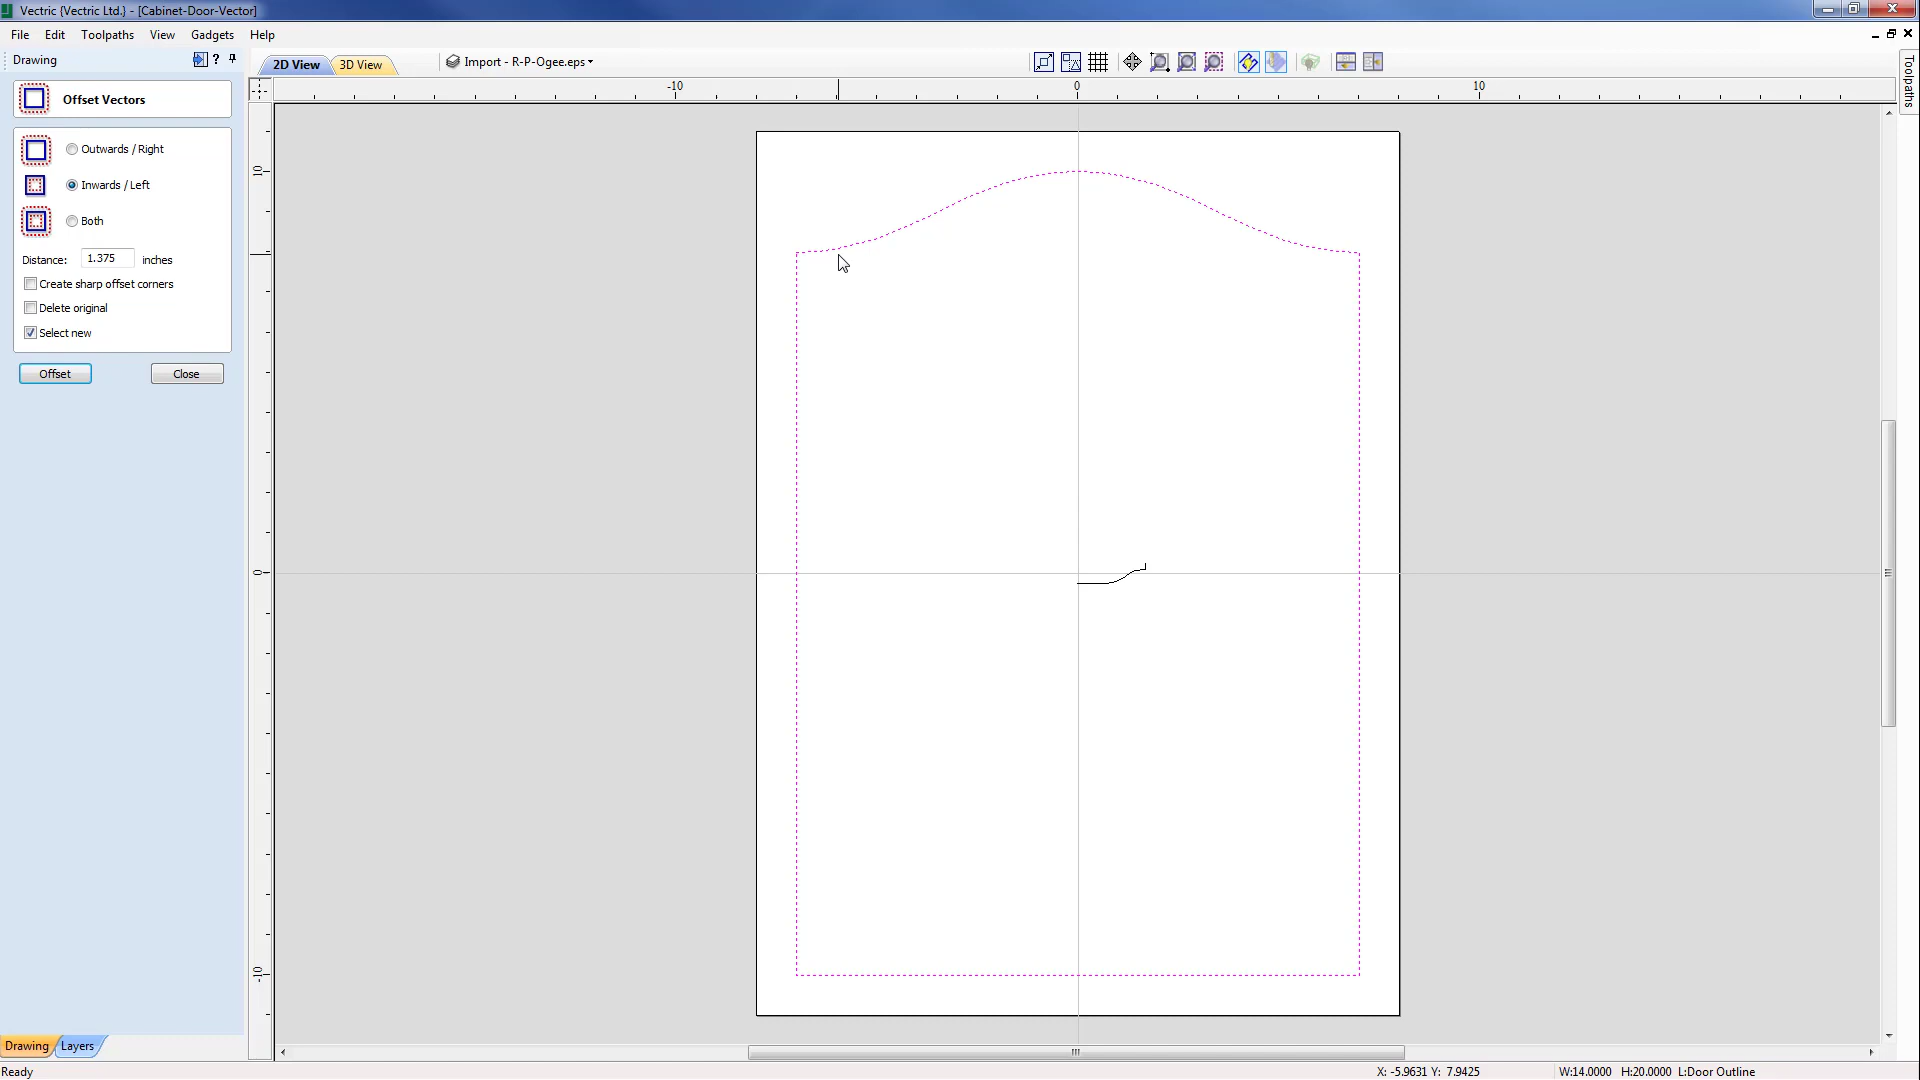 Vectric {Vectric Ltd.} - [Cabinet-Door-Vector]
File Edit Toolpaths View Gadgets Help
Drawing ?
2D View 3D View Import - R-P-Ogee.eps
Toolpaths
-10 0 10
Offset Vectors
Outwards / Right
Inwards / Left
Both
Distance: 1.375 inches
Create sharp offset corners
Delete original
Select new
Offset Close
10
0
-10
Drawing Layers
Ready X: -5.9631 Y: 7.9425 W:14.0000 H:20.0000 L:Door Outline